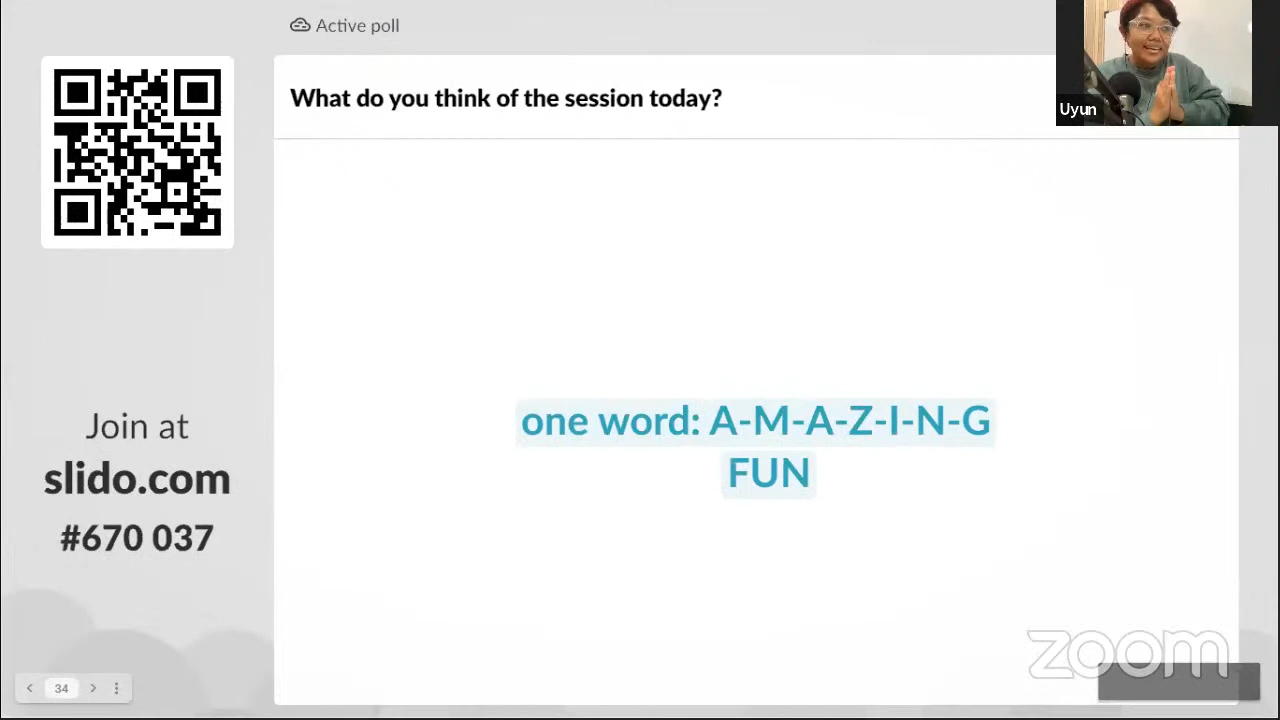 Active poll
What do you think of the session today?
Uyun
one word: A-M-A-Z-I-N-G
FUN
Join at
slido.com
#670 037
34
zoom